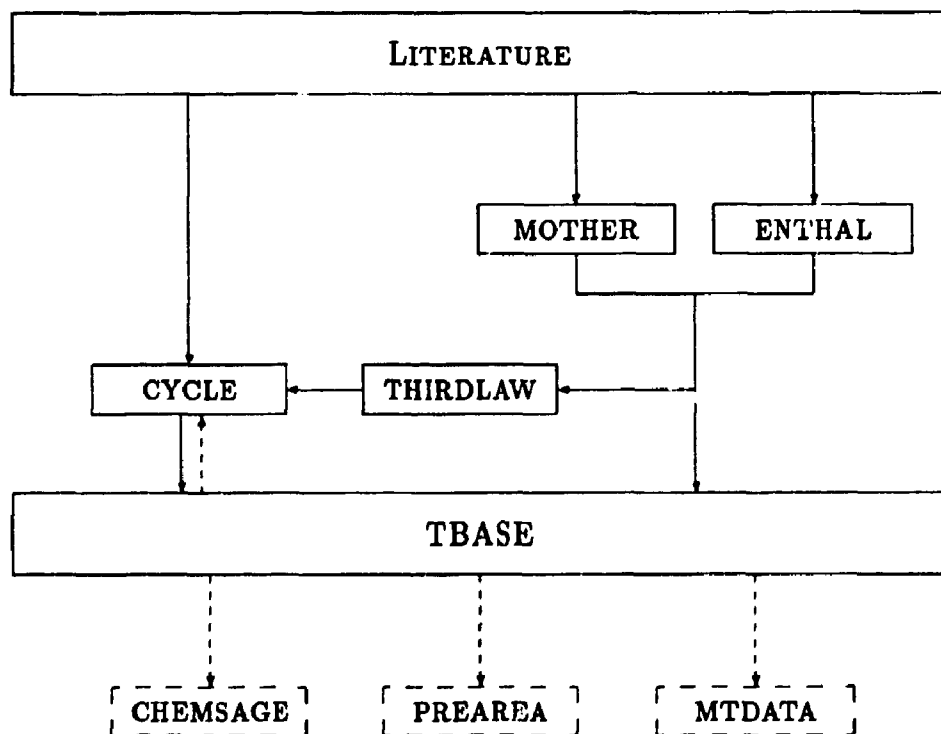 LITERATURE
MOTHER
ENTHAL
CYCLE
THIRDLAW
TBASE
CHEMSAGE
PREAREA
MTDATA